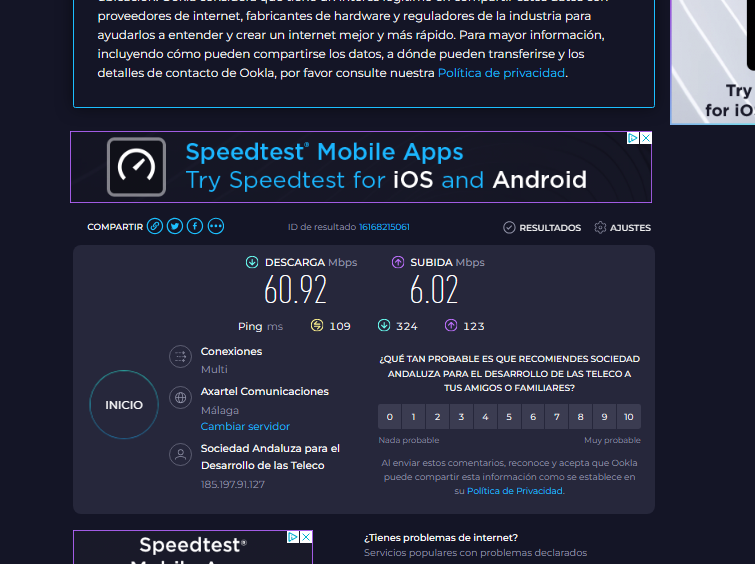 proveedores de internet, fabricantes de hardware y reguladores de la industria para
ayudarlos a entender y crear un internet mejor y más rápido. Para mayor información,
incluyendo cómo pueden compartirse los datos, a dónde pueden transferirse y los
detalles de contacto de Ookla, por favor consulte nuestra Política de privacidad.
Try
for iO
Speedtest® Mobile Apps
Try Speedtest for iOS and Android
COMPARTIR
ID de resultado 16168215061
RESULTADOS
AJUSTES
DESCARGA Mbps
SUBIDA Mbps
60.92
6.02
Ping ms
109
324
123
INICIO
Conexiones
Multi
Axartel Comunicaciones
Málaga
Cambiar servidor
Sociedad Andaluza para el
Desarrollo de las Teleco
185.197.91.127
¿QUÉ TAN PROBABLE ES QUE RECOMIENDES SOCIEDAD
ANDALUZA PARA EL DESARROLLO DE LAS TELECO A
TUS AMIGOS O FAMILIARES?
0 1 2 3 4 5 6 7 8 9 10
Nada probable
Muy probable
Al enviar estos comentarios, reconoce y acepta que Ookla
puede compartir esta información como se establece en
su Política de Privacidad.
Speedtest®
¿Tienes problemas de internet?
Servicios populares con problemas declarados